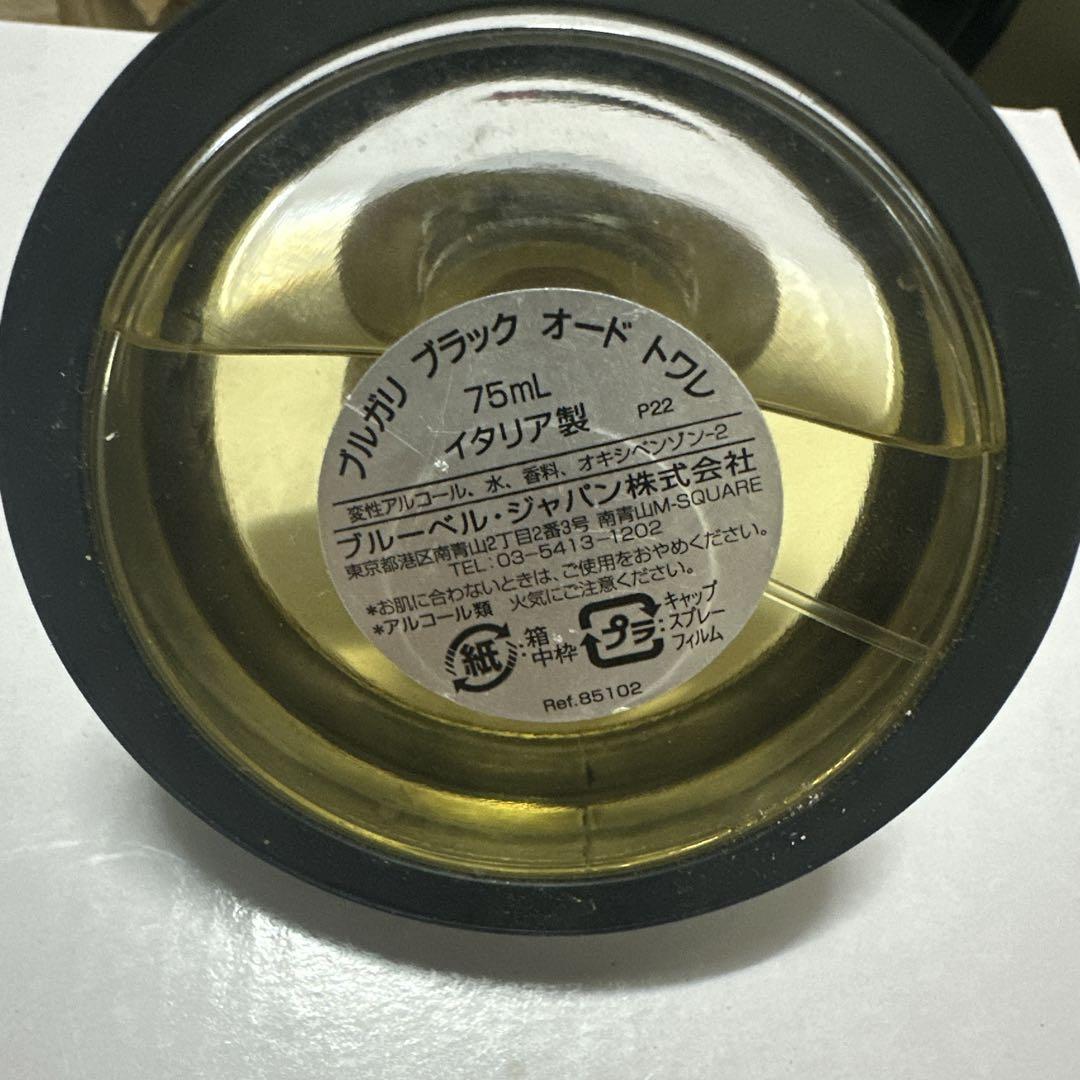 ブルガリ ブラック オード トワレ
75mL
イタリア製 P22
変性アルコール、水、香料、オキシベンゾン-2
ブルーベル・ジャパン株式会社
東京都港区南青山2丁目2番3号 南青山M-SQUARE
TEL:03-5413-1202
*お肌に合わないときは、ご使用をおやめください。
*アルコール類 火気にご注意ください。
紙:箱 中枠
プラ:キャップ スプレー フィルム
Ref.85102